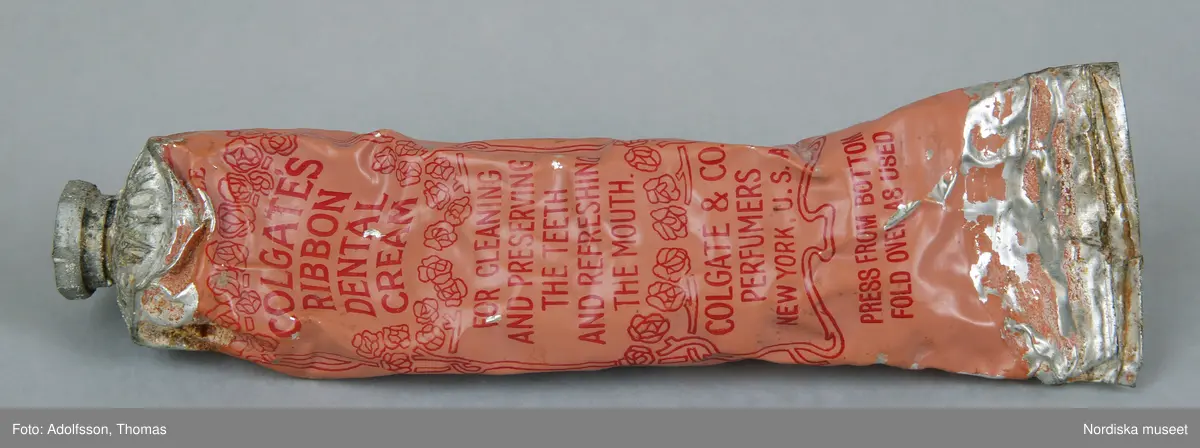 COLGATE'S
RIBBON
DENTAL
CREAM
FOR CLEANING
AND PRESERVING
THE TEETH
AND REFRESHING
THE MOUTH.
COLGATE & CO.
PERFUMERS
NEW YORK U.S.A.
PRESS FROM BOTTOM
FOLD OVER AS USED
Foto: Adolfsson, Thomas
Nordiska museet